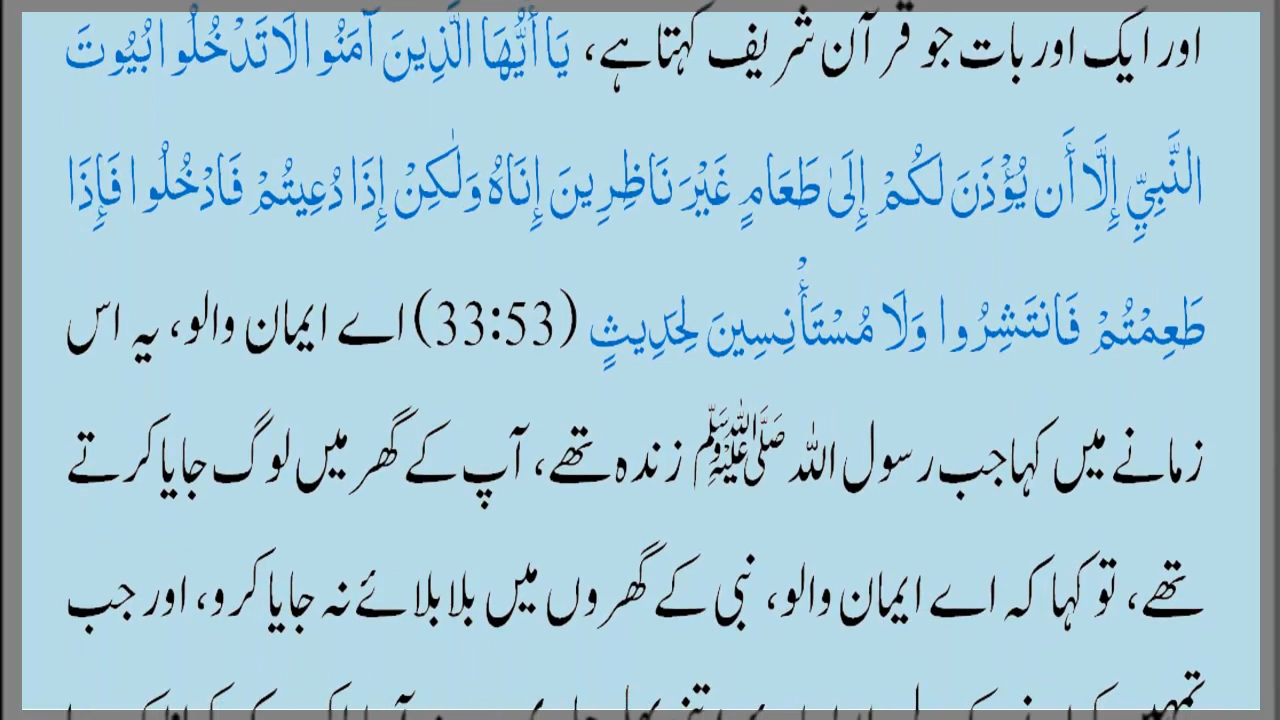 اور ایک اور بات جو قرآن شریف کہتا ہے، يَا أَيُّهَا الَّذِينَ آمَنُوا لَا تَدْخُلُوا بُيُوتَ
النَّبِيِّ إِلَّا أَن يُؤْذَنَ لَكُمْ إِلَىٰ طَعَامٍ غَيْرَ نَاظِرِينَ إِنَاهُ وَلَٰكِنْ إِذَا دُعِيتُمْ فَادْخُلُوا فَإِذَا
طَعِمْتُمْ فَانتَشِرُوا وَلَا مُسْتَأْنِسِينَ لِحَدِيثٍ (33:53) اے ایمان والو، یہ اس
زمانے میں کہا جب رسول اللہ ﷺ زندہ تھے، آپ کے گھر میں لوگ جایا کرتے
تھے، تو کہا کہ اے ایمان والو، نبی کے گھروں میں بلا بلائے نہ جایا کرو، اور جب